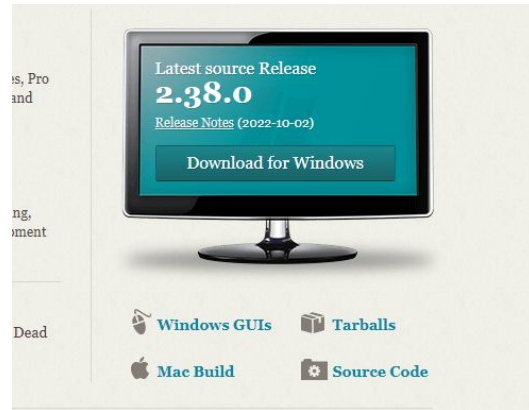 es, Pro
and
ng,
pment
Dead
Latest source Release
2.38.0
Release Notes (2022-10-02)
Download for Windows
Windows GUIs
Tarballs
Mac Build
Source Code